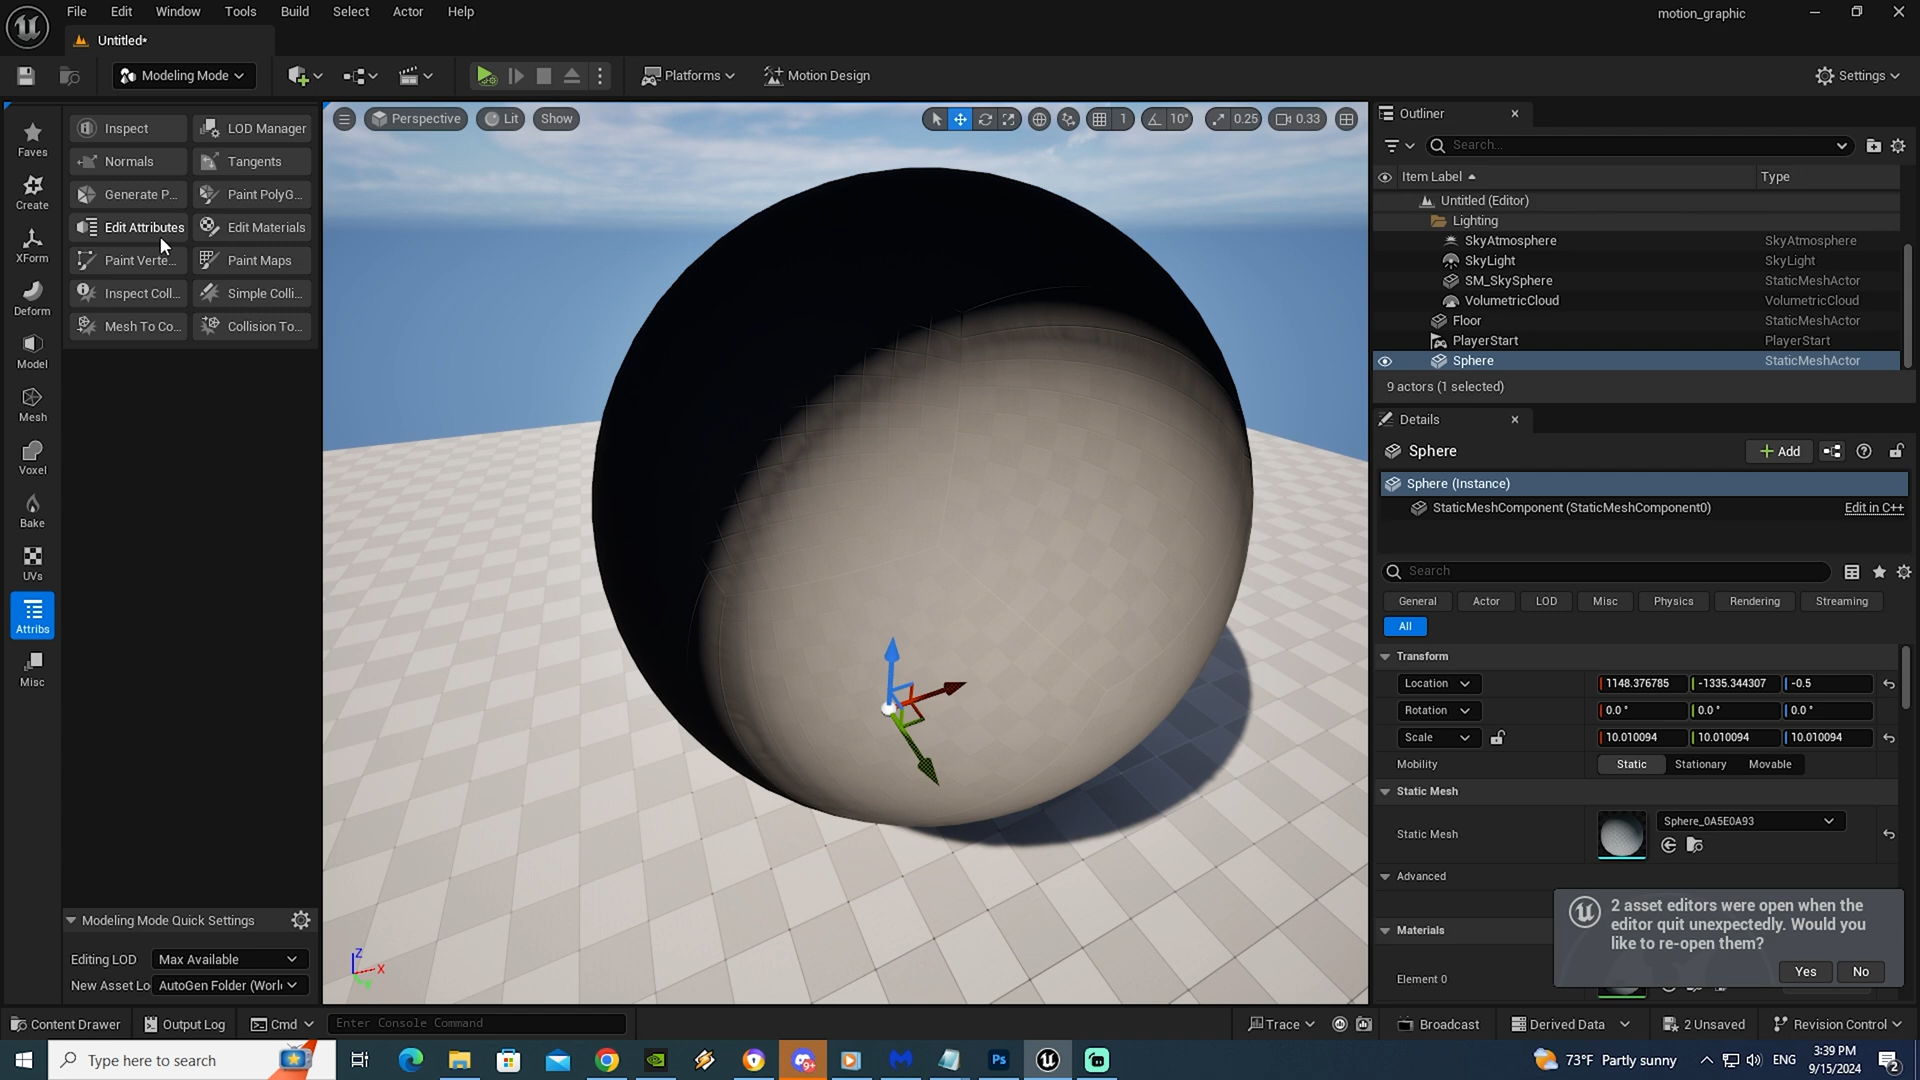 File Edit Window Tools Build Select Actor Help
motion_graphic
Untitled*
Modeling Mode
Platforms
Motion Design
Settings
Faves
Create
XForm
Deform
Model
Mesh
Voxel
Bake
UVs
Attribs
Misc
Inspect LOD Manager
Normals Tangents
Generate P... Paint PolyG...
Edit Attributes Edit Materials
Paint Verte... Paint Maps
Inspect Coll... Simple Colli...
Mesh To Co... Collision To...
Modeling Mode Quick Settings
Editing LOD Max Available
New Asset Lo AutoGen Folder (Worl
Perspective Lit Show
1 10° 0.25 0.33
Z
X
Outliner
Search...
Item Label Type
Untitled (Editor)
Lighting
SkyAtmosphere SkyAtmosphere
SkyLight SkyLight
SM_SkySphere StaticMeshActor
VolumetricCloud VolumetricCloud
Floor StaticMeshActor
PlayerStart PlayerStart
Sphere StaticMeshActor
9 actors (1 selected)
Details
Sphere
Add
Sphere (Instance)
StaticMeshComponent (StaticMeshComponent0) Edit in C++
Search
General Actor LOD Misc Physics Rendering Streaming
All
Transform
Location 1148.376785 -1335.344307 -0.5
Rotation 0.0 ° 0.0 ° 0.0 °
Scale 10.010094 10.010094 10.010094
Mobility Static Stationary Movable
Static Mesh
Static Mesh Sphere_0A5E0A93
Advanced
Materials
Element 0
2 asset editors were open when the
editor quit unexpectedly. Would you
like to re-open them?
Yes No
Content Drawer Output Log Cmd Enter Console Command
Trace Broadcast Derived Data 2 Unsaved Revision Control
Type here to search
9+
Ps
73°F Partly sunny
ENG
3:39 PM
9/15/2024
2